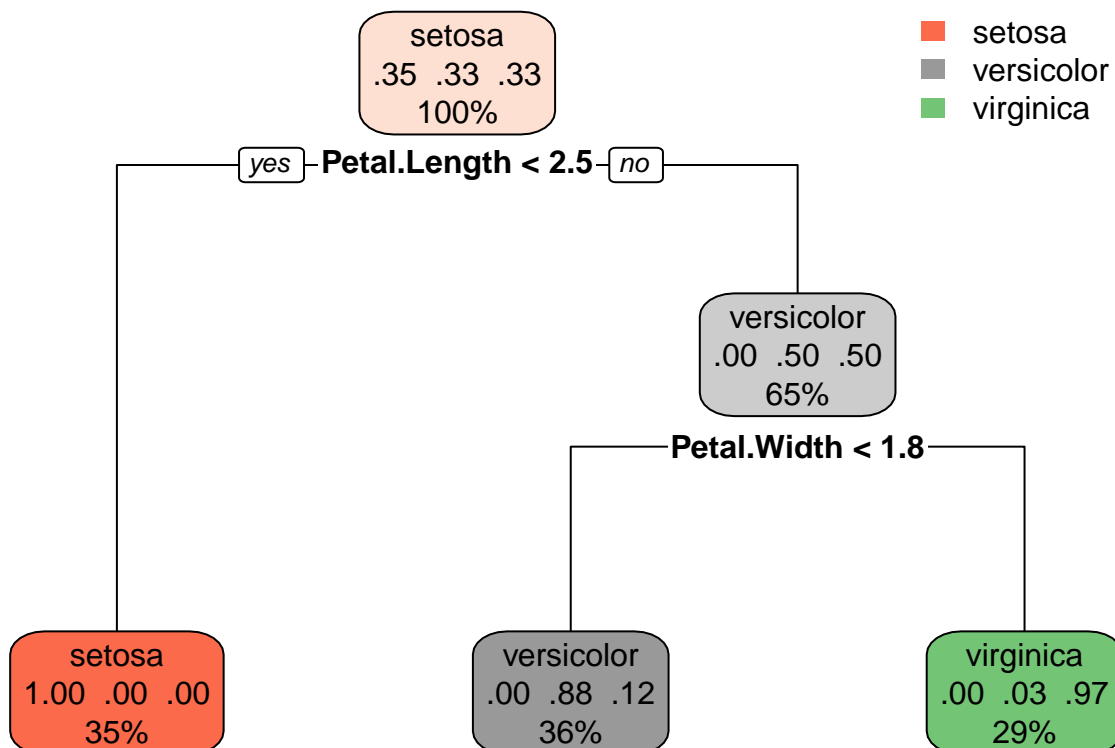 setosa
.35 .33 .33
100%
setosa
versicolor
virginica
yes Petal.Length < 2.5 no
versicolor
.00 .50 .50
65%
Petal.Width < 1.8
setosa
1.00 .00 .00
35%
versicolor
.00 .88 .12
36%
virginica
.00 .03 .97
29%